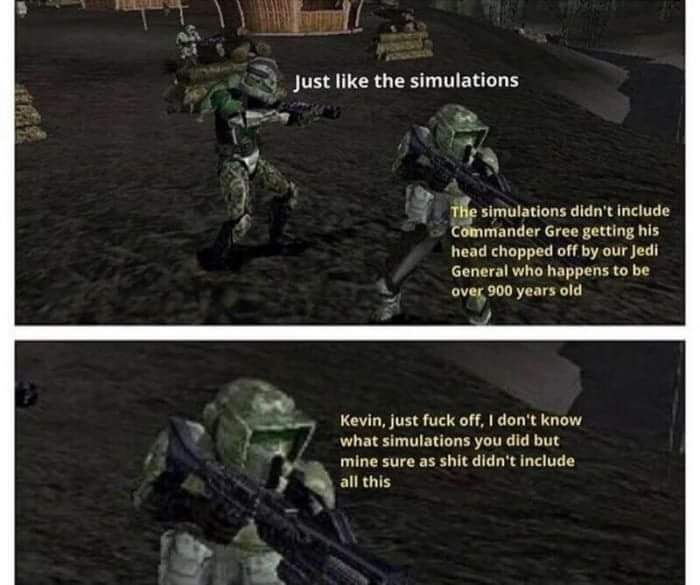 Just like the simulations
The simulations didn't include
Commander Gree getting his
head chopped off by our Jedi
General who happens to be
over 900 years old
Kevin, just fuck off, I don't know
what simulations you did but
mine sure as shit didn't include
all this